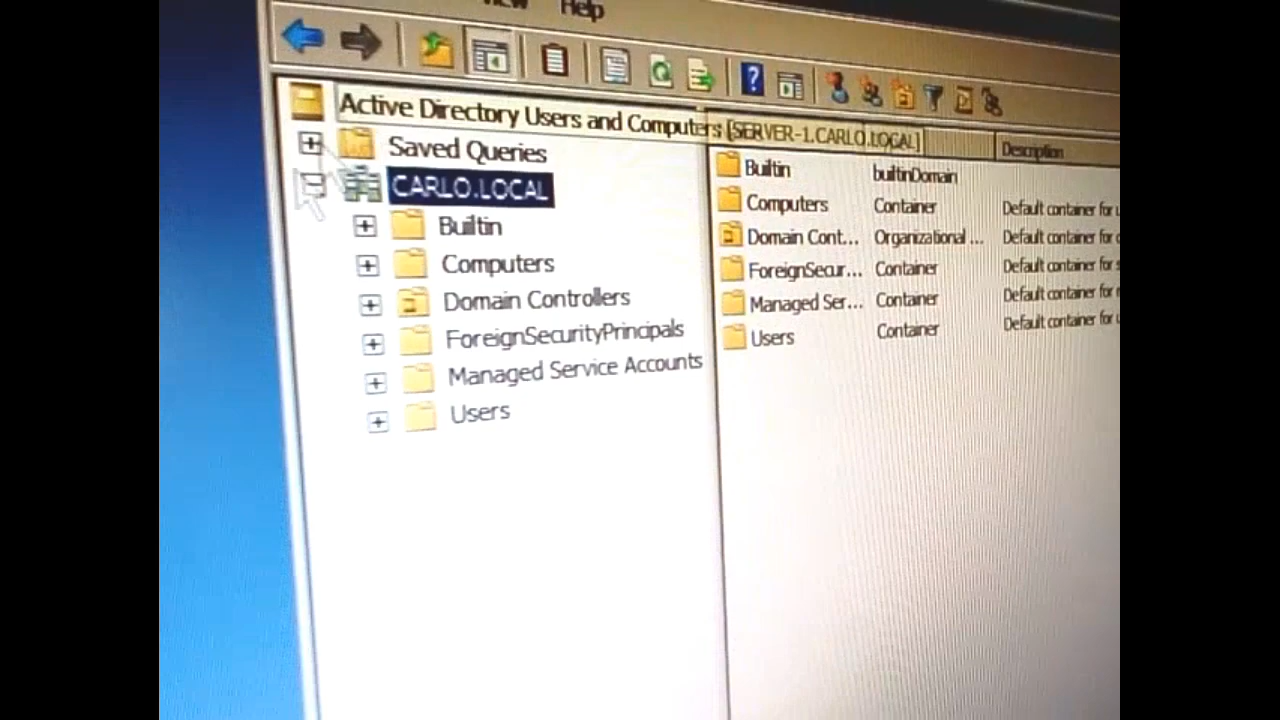 View Help
Active Directory Users and Computers [SERVER-1.CARLO.LOCAL]
Saved Queries
CARLO.LOCAL
Builtin
Computers
Domain Controllers
ForeignSecurityPrincipals
Managed Service Accounts
Users
Description
Builtin builtinDomain
Computers Container Default container for u
Domain Cont... Organizational ... Default container for d
ForeignSecur... Container Default container for s
Managed Ser... Container Default container for m
Users Container Default container for u